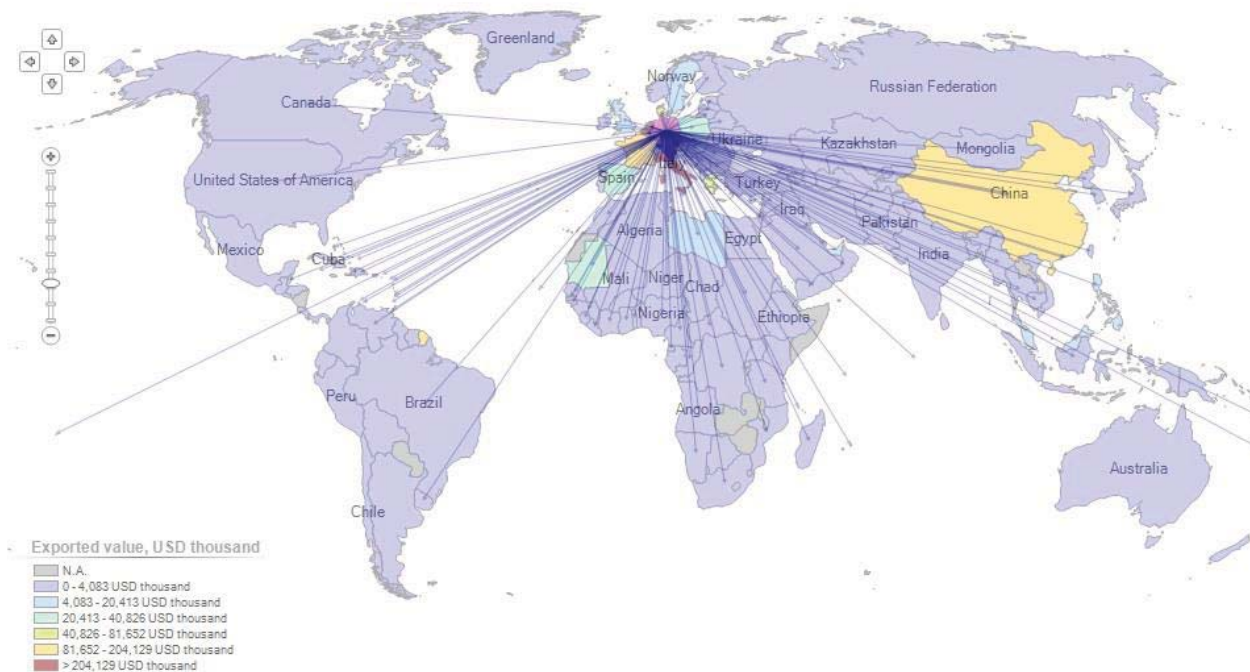 Greenland
Norway
Russian Federation
Canada
Ukraine
Kazakhstan
Mongolia
United States of America
Spain
Turkey
China
Iraq
Pakistan
Mexico
Cuba
Algeria
Egypt
India
Mali
Niger
Chad
Nigeria
Ethiopia
Peru
Brazil
Angola
Australia
Chile
Exported value, USD thousand
N.A.
0 - 4,083 USD thousand
4,083 - 20,413 USD thousand
20,413 - 40,826 USD thousand
40,826 - 81,652 USD thousand
81,652 - 204,129 USD thousand
> 204,129 USD thousand